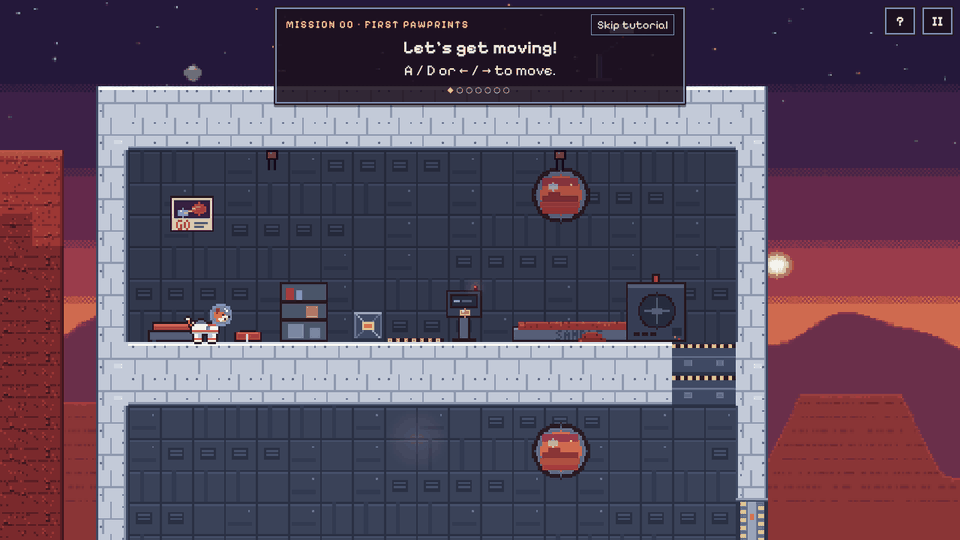 MISSION 00 · FIRST PAWPRINTS
Skip tutorial
? II
Let's get moving!
A / D or ← / → to move.
GO